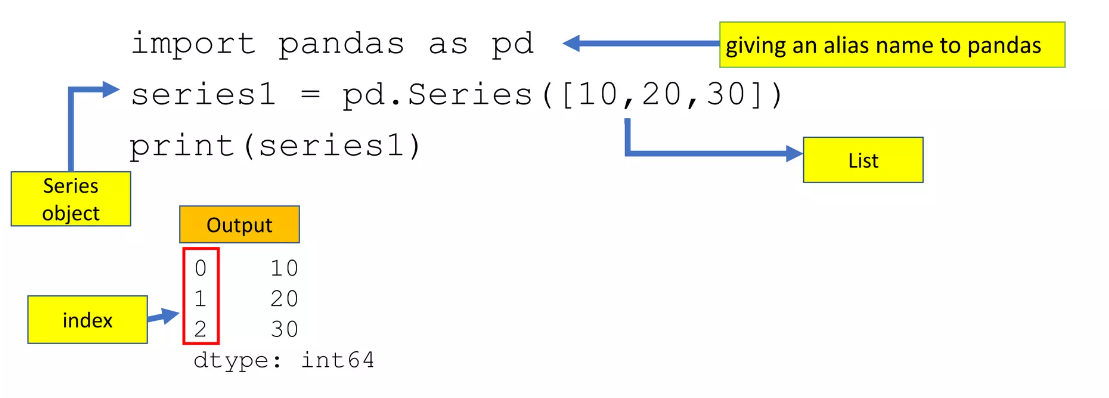 import pandas as pd
giving an alias name to pandas
series1 = pd.Series([10,20,30])
print(series1)
List
Series
object
Output
0 10
1 20
2 30
index
dtype: int64